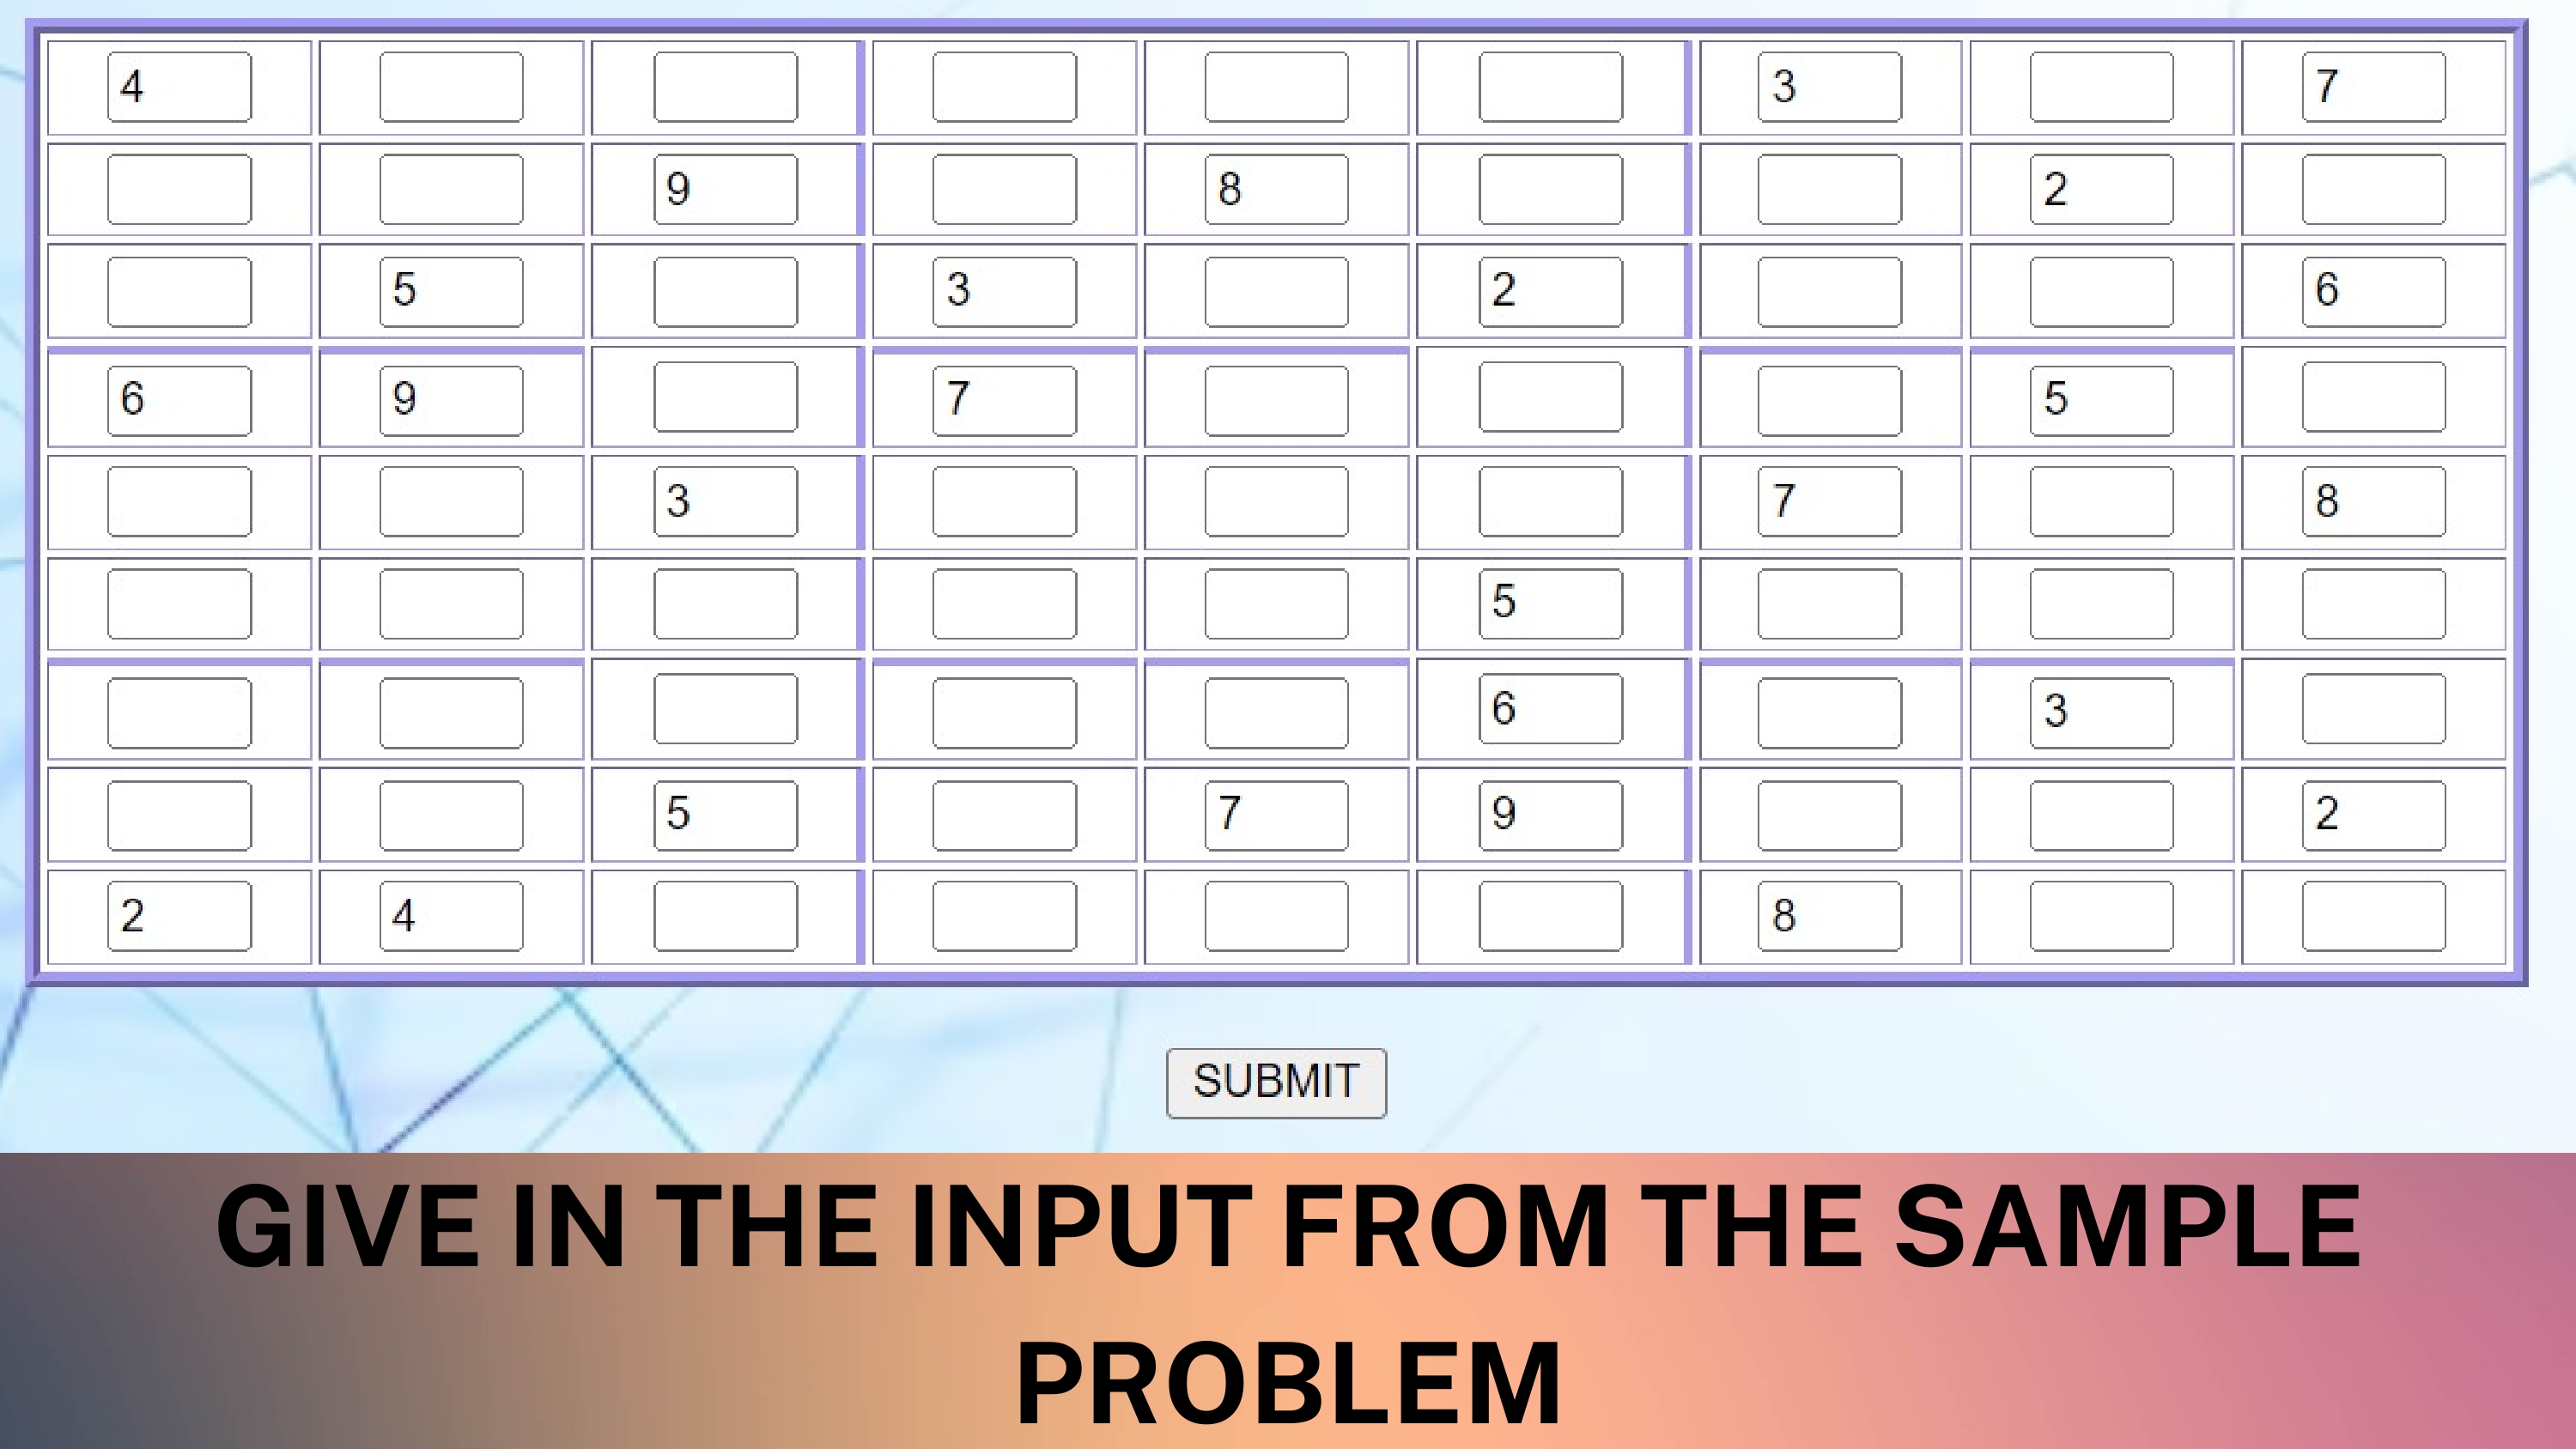 4 3 7
9 8 2
5 3 2 6
6 9 7 5
3 7 8
5
6 3
5 7 9 2
2 4 8
SUBMIT
GIVE IN THE INPUT FROM THE SAMPLE
PROBLEM